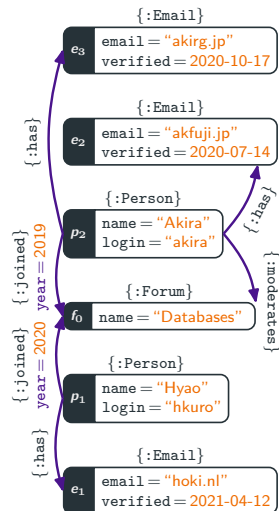 {:Email}
e3
email = “akirg.jp”
verified = 2020-10-17
{:Email}
e2
email = “akfuji.jp”
verified = 2020-07-14
{:has}
{:Person}
p2
name = “Akira”
login = “akira”
{:has}
{:joined}
year = 2019
{:moderates}
{:Forum}
f0
name = “Databases”
{:joined}
year = 2020
{:Person}
p1
name = “Hyao”
login = “hkuro”
{:has}
{:Email}
e1
email = “hoki.nl”
verified = 2021-04-12